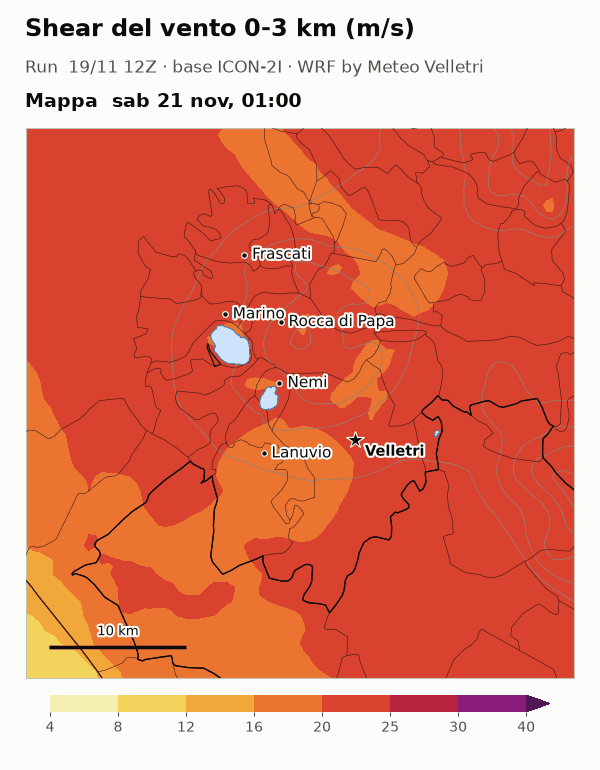 Shear del vento 0-3 km (m/s)
Run  19/11 12Z · base ICON-2I · WRF by Meteo Velletri
Mappa  sab 21 nov, 01:00
Frascati
Marino
Rocca di Papa
Nemi
Velletri
Lanuvio
10 km
4 8 12 16 20 25 30 40